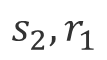 s₂, r₁